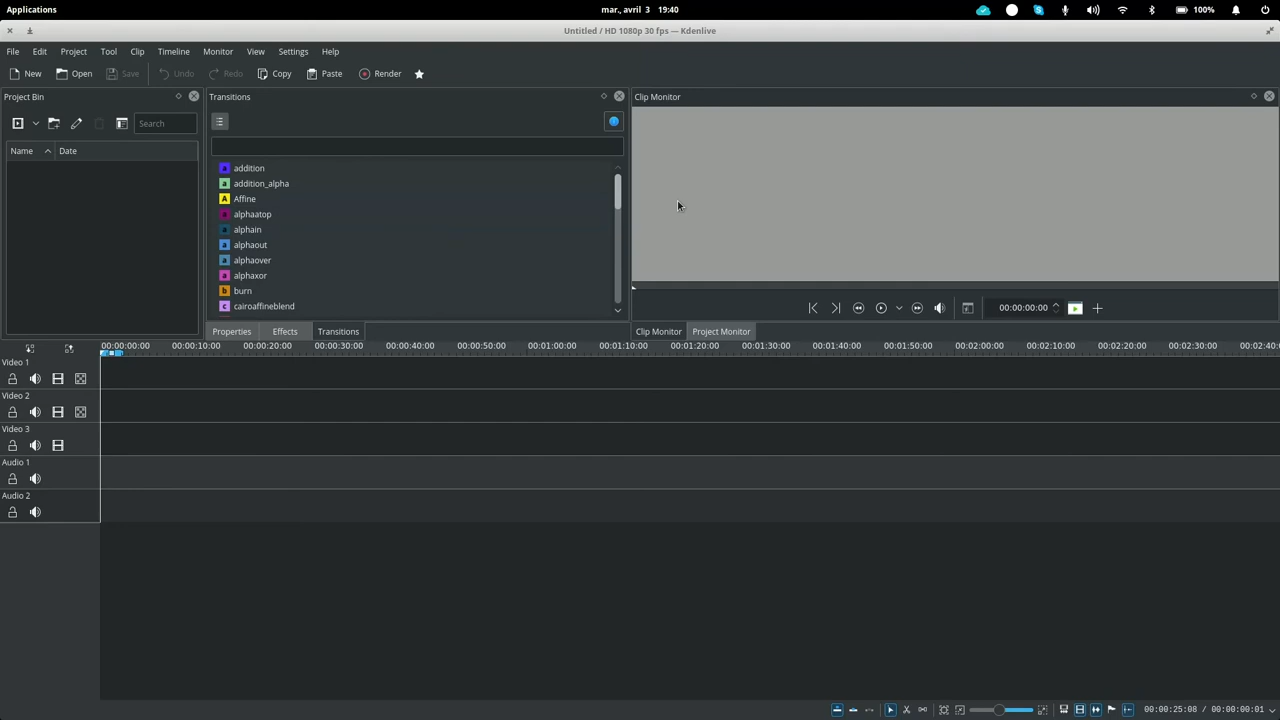 Applications
mar., avril 3 19:40
100%
Untitled / HD 1080p 30 fps — Kdenlive
File Edit Project Tool Clip Timeline Monitor View Settings Help
New Open Save Undo Redo Copy Paste Render
Project Bin
Transitions
Clip Monitor
Search
Name Date
a addition
a addition_alpha
A Affine
a alphaatop
a alphain
a alphaout
a alphaover
a alphaxor
b burn
c cairoaffineblend
00:00:00:00
Properties Effects Transitions
Clip Monitor Project Monitor
00:00:00:00 00:00:10:00 00:00:20:00 00:00:30:00 00:00:40:00 00:00:50:00 00:01:00:00 00:01:10:00 00:01:20:00 00:01:30:00 00:01:40:00 00:01:50:00 00:02:00:00 00:02:10:00 00:02:20:00 00:02:30:00 00:02:40:
Video 1
Video 2
Video 3
Audio 1
Audio 2
00:00:25:08 / 00:00:00:01